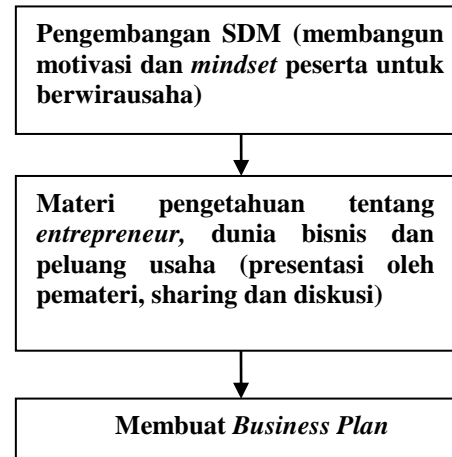 Pengembangan SDM (membangun
motivasi dan mindset peserta untuk
berwirausaha)
Materi pengetahuan tentang
entrepreneur, dunia bisnis dan
peluang usaha (presentasi oleh
pemateri, sharing dan diskusi)
Membuat Business Plan